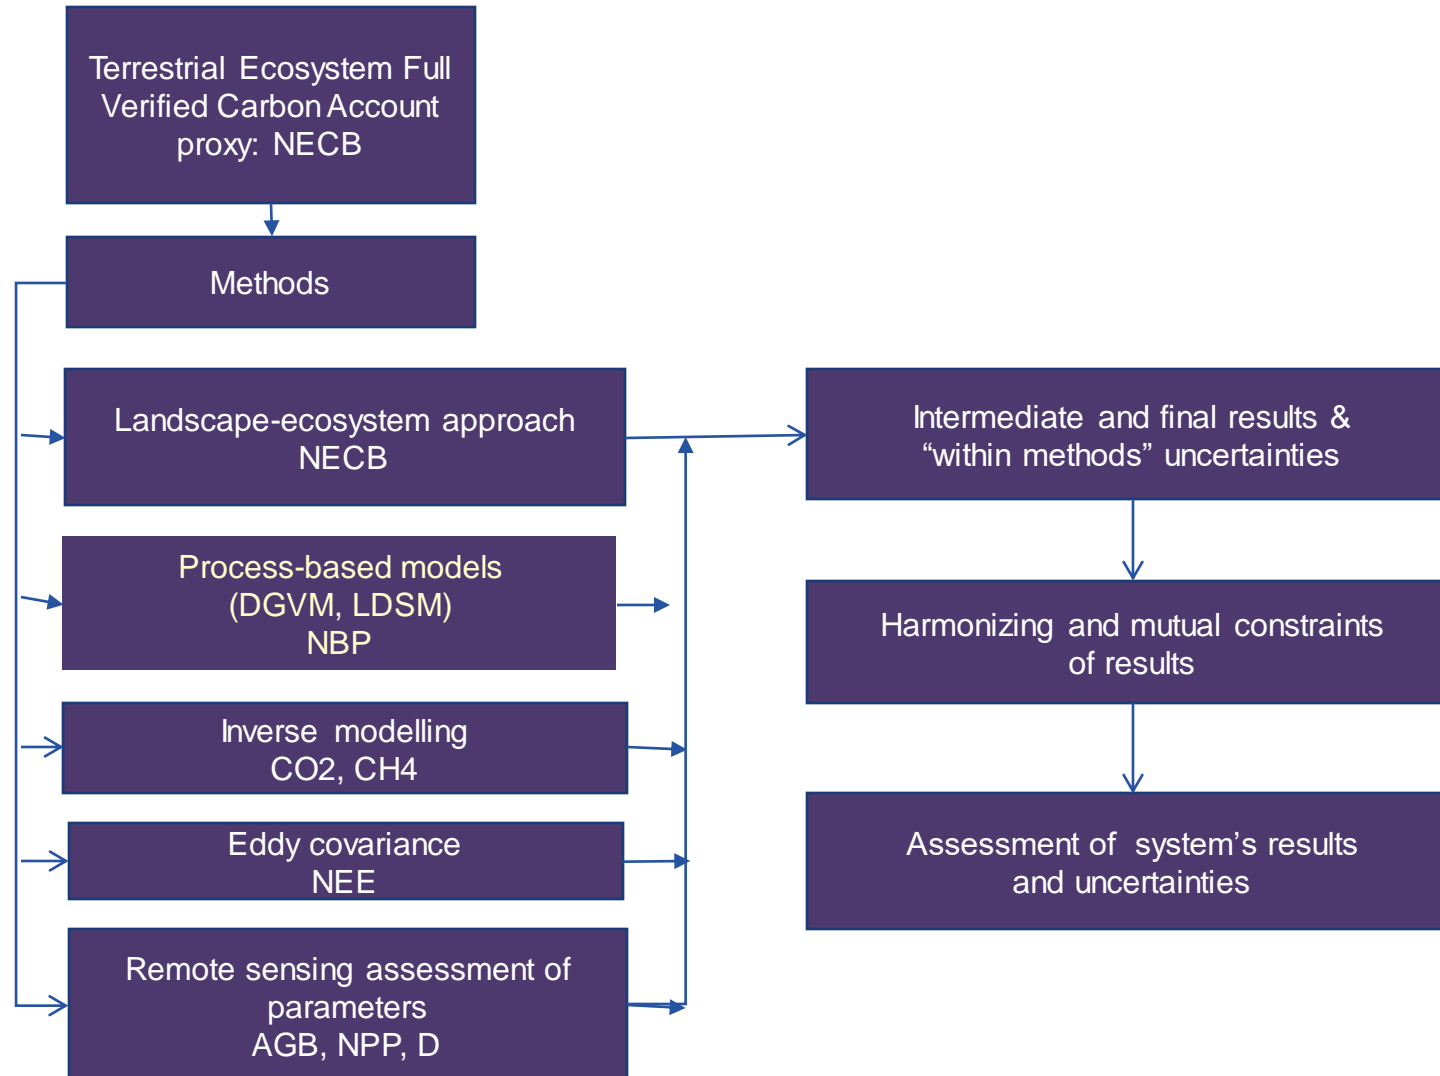 Terrestrial Ecosystem Full
Verified Carbon Account
proxy: NECB
Methods
Landscape-ecosystem approach
NECB
Process-based models
(DGVM, LDSM)
NBP
Inverse modelling
CO2, CH4
Eddy covariance
NEE
Remote sensing assessment of
parameters
AGB, NPP, D
Intermediate and final results &
“within methods” uncertainties
Harmonizing and mutual constraints
of results
Assessment of system’s results
and uncertainties